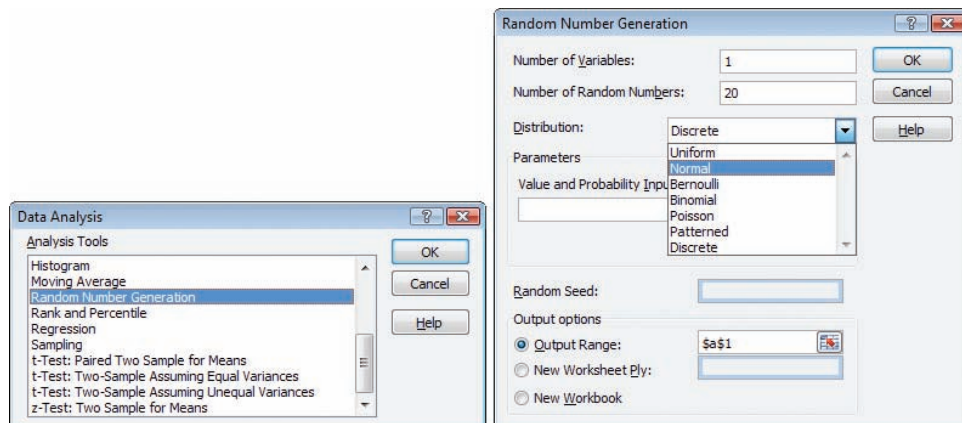 Data Analysis
Analysis Tools
Histogram
Moving Average
Random Number Generation
Rank and Percentile
Regression
Sampling
t-Test: Paired Two Sample for Means
t-Test: Two-Sample Assuming Equal Variances
t-Test: Two-Sample Assuming Unequal Variances
z-Test: Two Sample for Means
OK
Cancel
Help
Random Number Generation
Number of Variables: 1
Number of Random Numbers: 20
Distribution: Discrete
Uniform
Normal
Bernoulli
Binomial
Poisson
Patterned
Discrete
Parameters
Value and Probability Inpu
Random Seed:
Output options
Output Range: $a$1
New Worksheet Ply:
New Workbook
OK
Cancel
Help